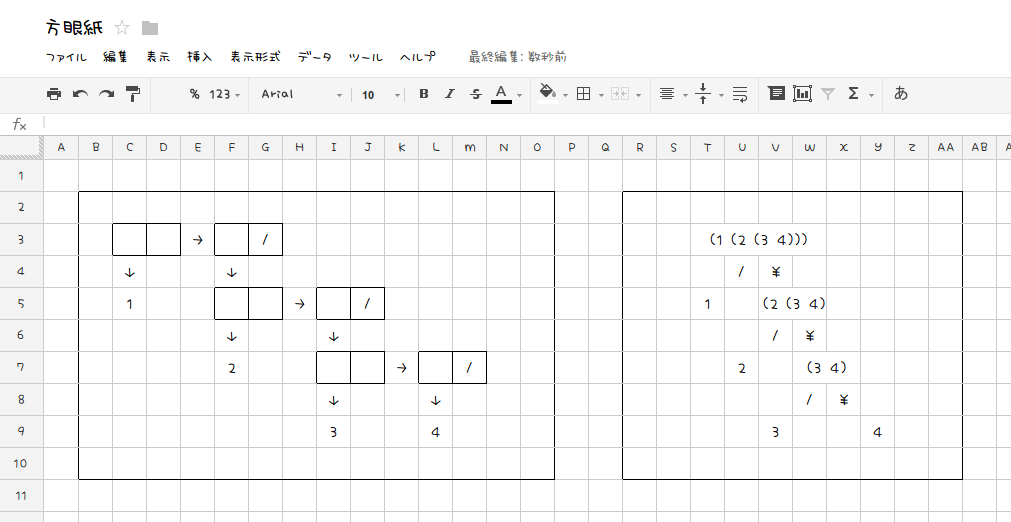 方眼紙
ファイル 編集 表示 挿入 表示形式 データ ツール ヘルプ 最終編集: 数秒前
% 123 Arial 10 B I S A Σ あ
fx
A B C D E F G H I J K L M N O P Q R S T U V W X Y Z AA AB A
1
2
3 → / (1 (2 (3 4)))
4 ↓ ↓ / ¥
5 1 → / 1 (2 (3 4)
6 ↓ ↓ / ¥
7 2 → / 2 (3 4)
8 ↓ ↓ / ¥
9 3 4 3 4
10
11